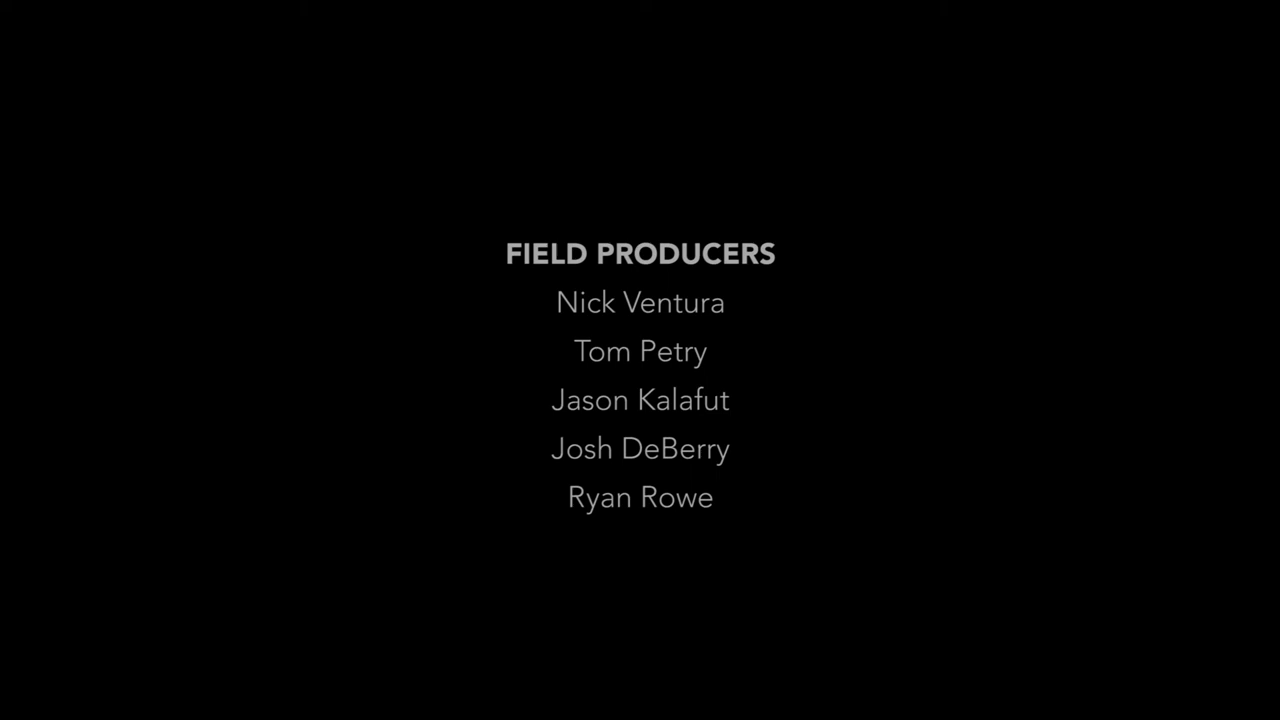 FIELD PRODUCERS
Nick Ventura
Tom Petry
Jason Kalafut
Josh DeBerry
Ryan Rowe